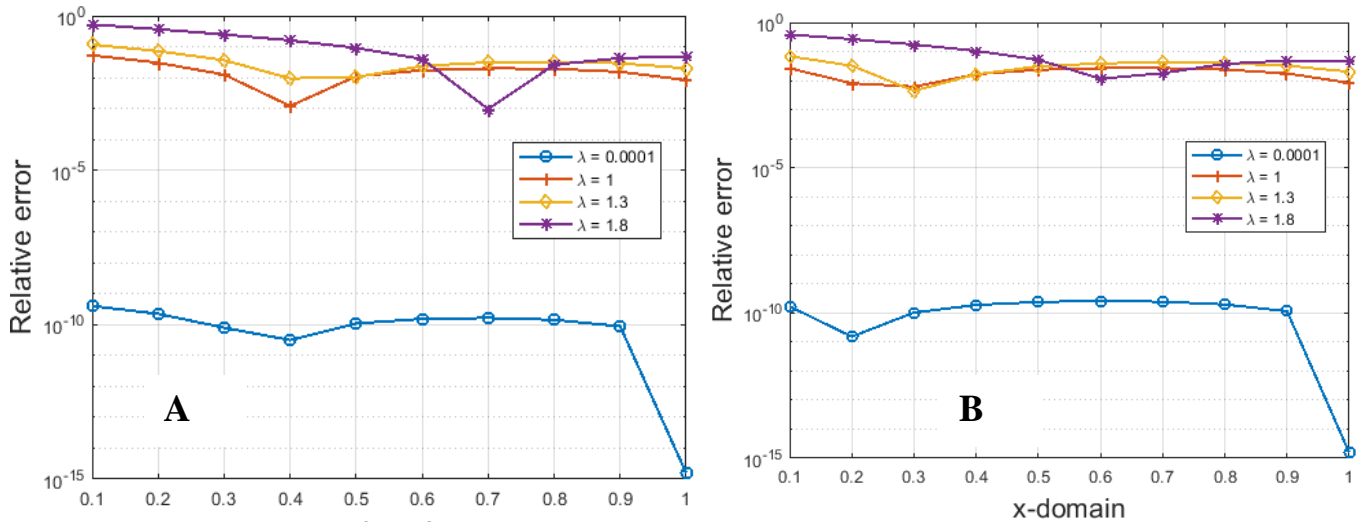 10^0
10^-5
10^-10
10^-15
Relative error
λ = 0.0001
λ = 1
λ = 1.3
λ = 1.8
A
0.1 0.2 0.3 0.4 0.5 0.6 0.7 0.8 0.9 1
10^0
10^-5
10^-10
10^-15
Relative error
λ = 0.0001
λ = 1
λ = 1.3
λ = 1.8
B
0.1 0.2 0.3 0.4 0.5 0.6 0.7 0.8 0.9 1
x-domain